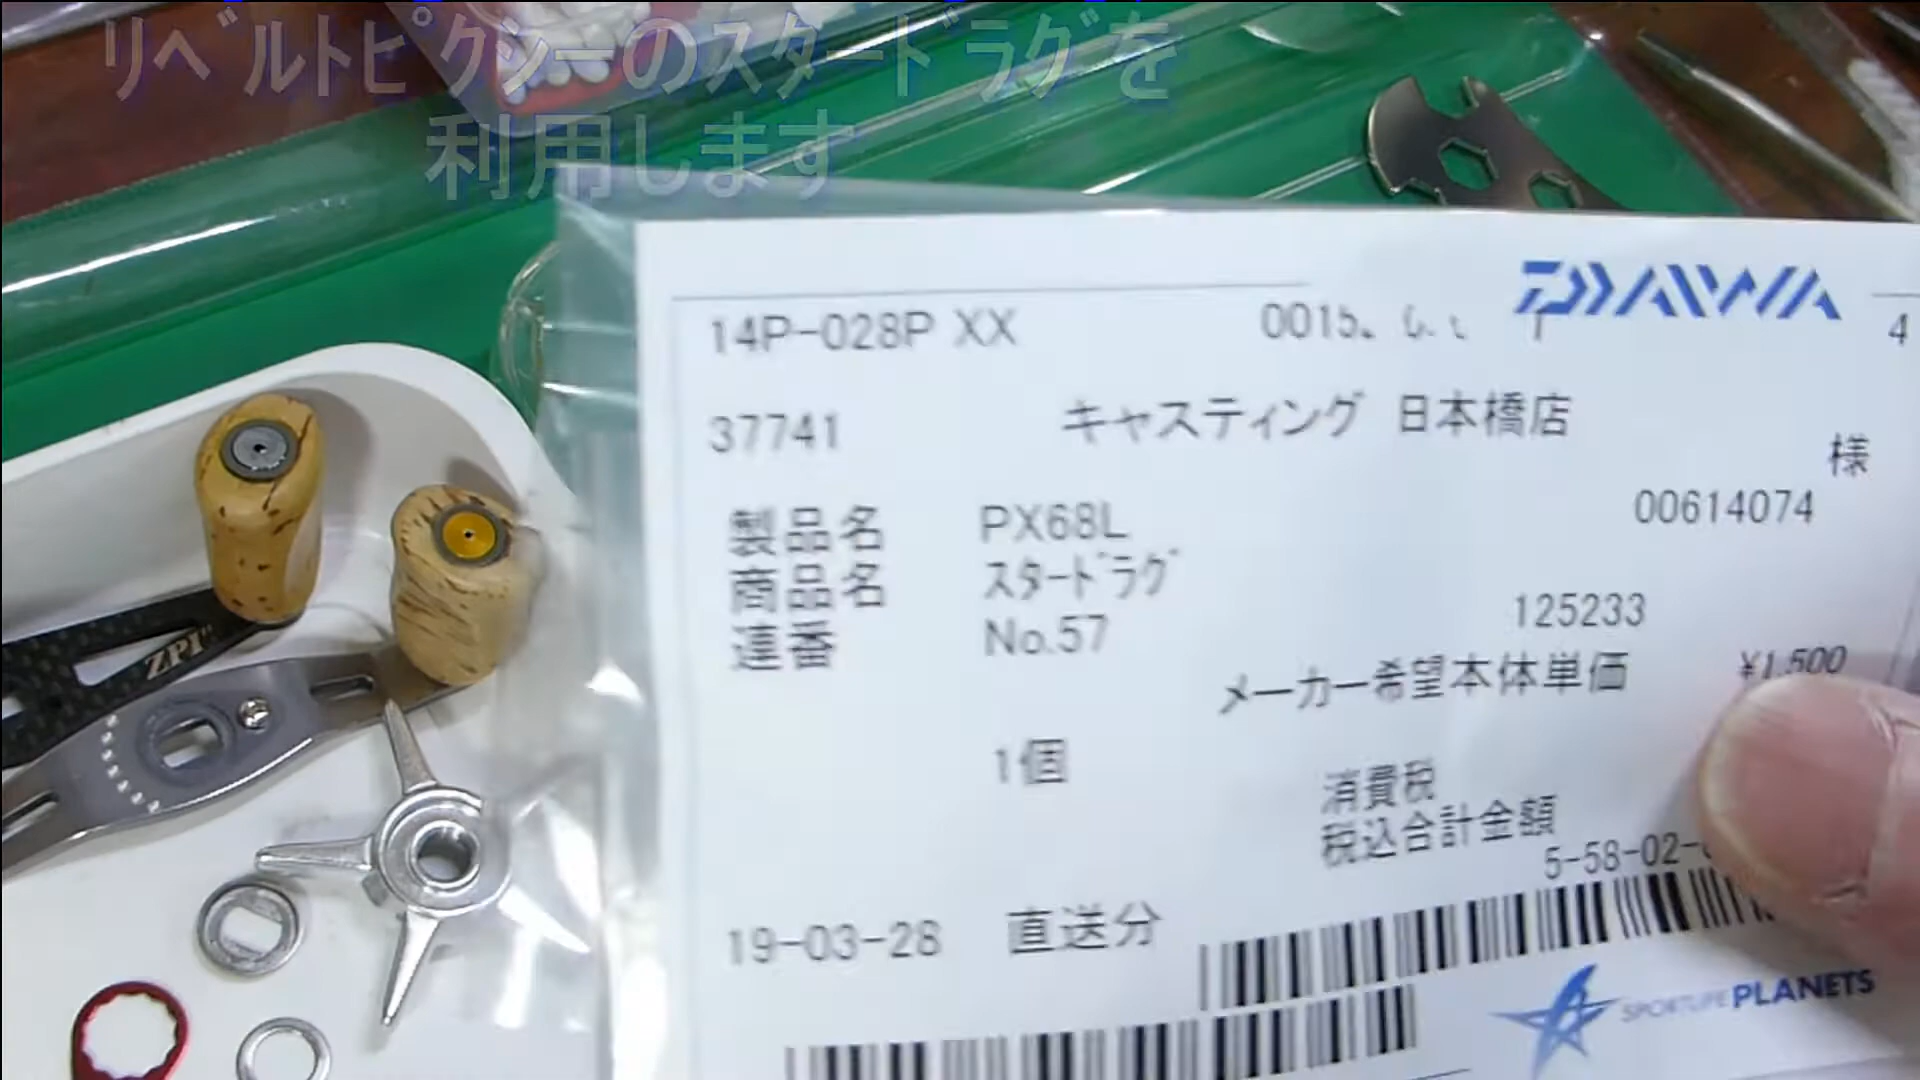 リベルトピクシーのスタードラグを
利用します
DAIWA
14P-028P XX
4
37741
キャスティング 日本橋店
様
00614074
製品名 PX68L
商品名 スタードラグ
連番 No.57
125233
メーカー希望本体単価 ¥1,500
1個
消費税
税込合計金額
5-58-02-
19-03-28 直送分
SPORTLIFE PLANETS
ZPI